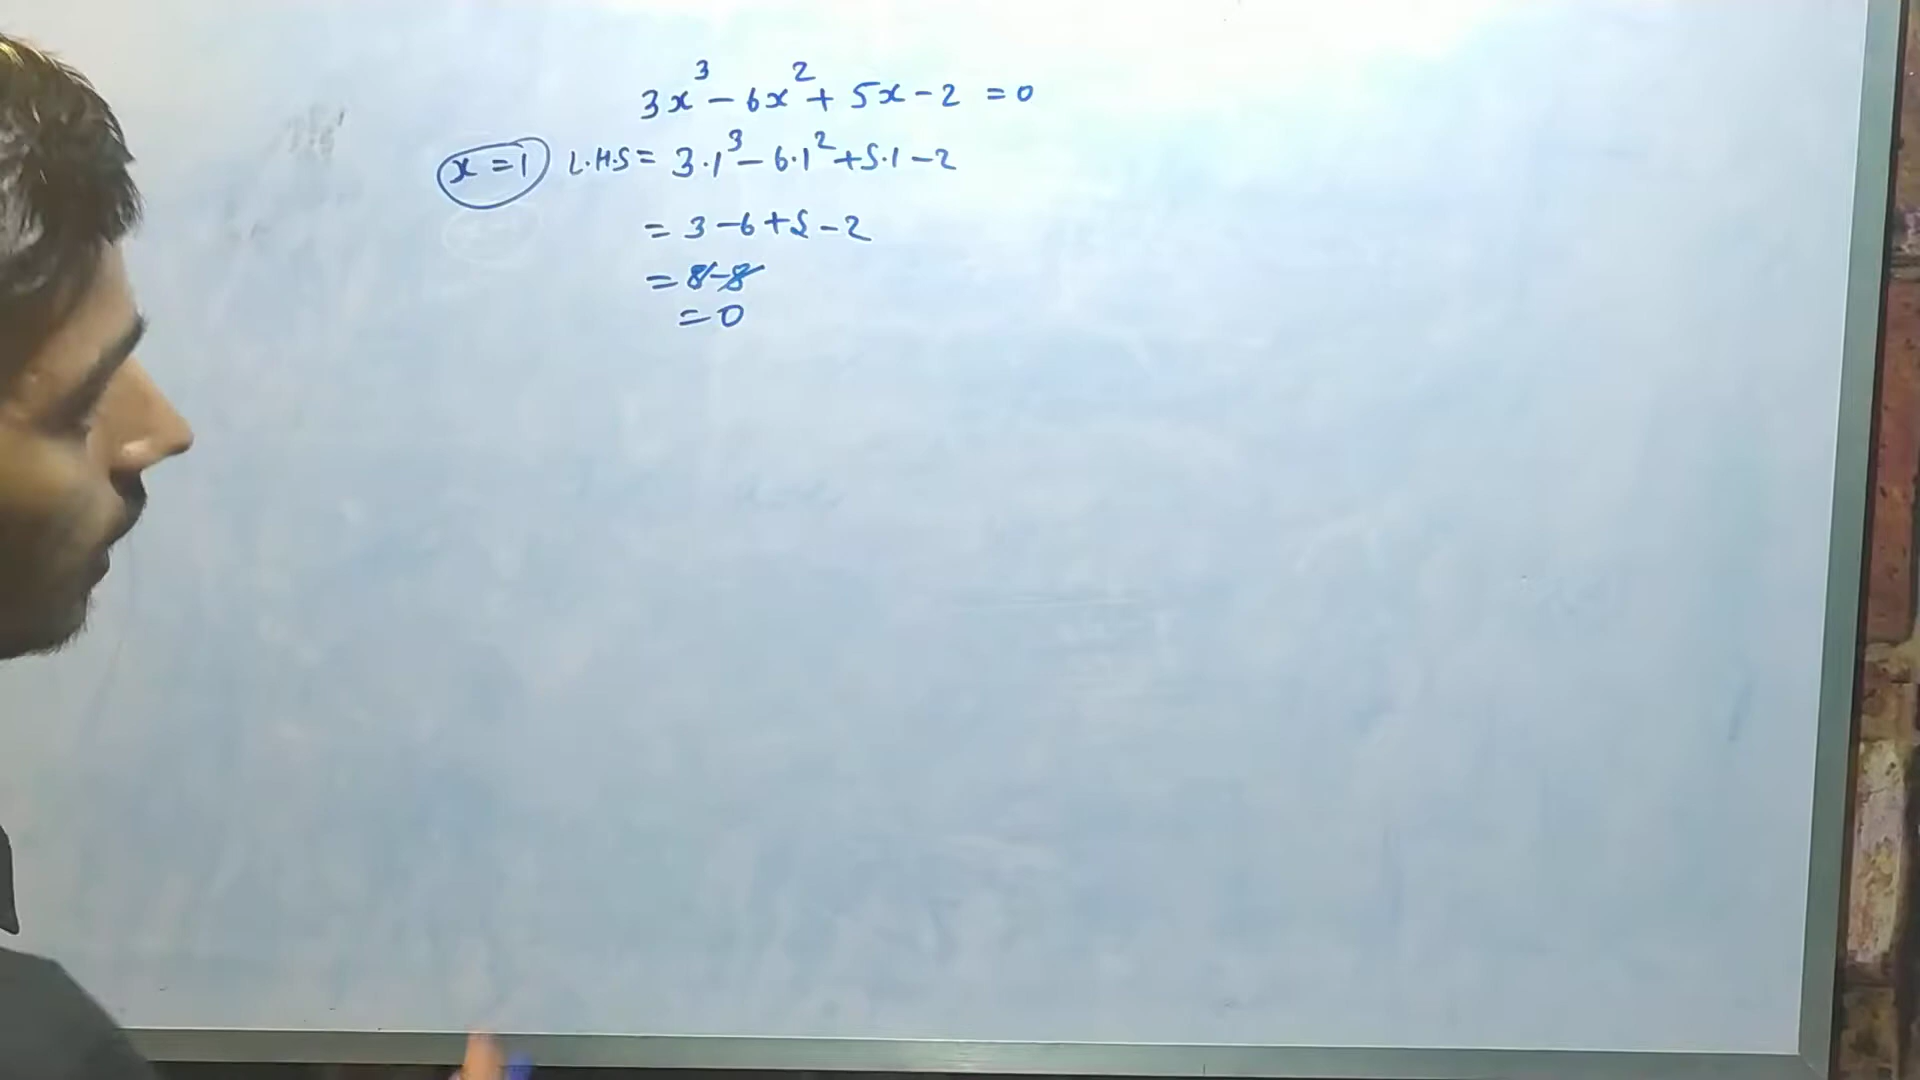 3x³ - 6x² + 5x - 2 = 0
x = 1 L.H.S = 3·1³ - 6·1² + 5·1 - 2
= 3 - 6 + 5 - 2
= 8 - 8
= 0